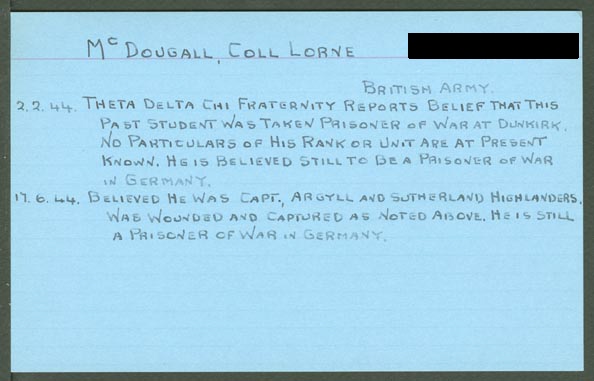 McDOUGALL, COLL LORNE
BRITISH ARMY.
2.2.44. THETA DELTA CHI FRATERNITY REPORTS BELIEF THAT THIS
PAST STUDENT WAS TAKEN PRISONER OF WAR AT DUNKIRK.
NO PARTICULARS OF HIS RANK OR UNIT ARE AT PRESENT
KNOWN. HE IS BELIEVED STILL TO BE A PRISONER OF WAR
IN GERMANY.
17.6.44. BELIEVED HE WAS CAPT., ARGYLL AND SUTHERLAND HIGHLANDERS.
WAS WOUNDED AND CAPTURED AS NOTED ABOVE. HE IS STILL
A PRISONER OF WAR IN GERMANY.